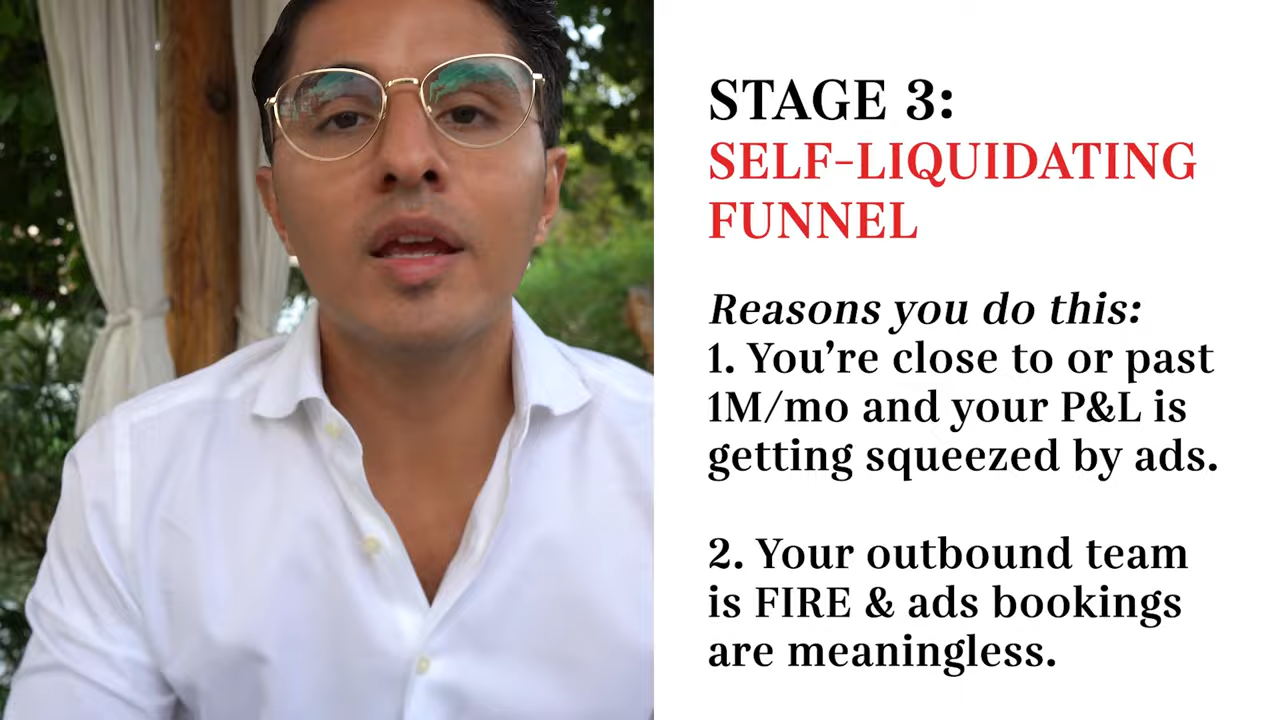 STAGE 3:
SELF-LIQUIDATING
FUNNEL
Reasons you do this:
1. You're close to or past
1M/mo and your P&L is
getting squeezed by ads.
2. Your outbound team
is FIRE & ads bookings
are meaningless.